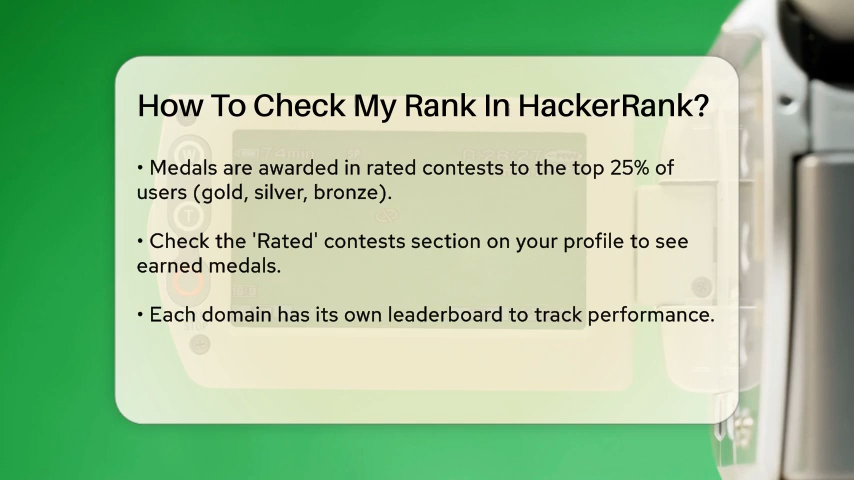 How To Check My Rank In HackerRank?
• Medals are awarded in rated contests to the top 25% of
users (gold, silver, bronze).
• Check the 'Rated' contests section on your profile to see
earned medals.
• Each domain has its own leaderboard to track performance.
W
T